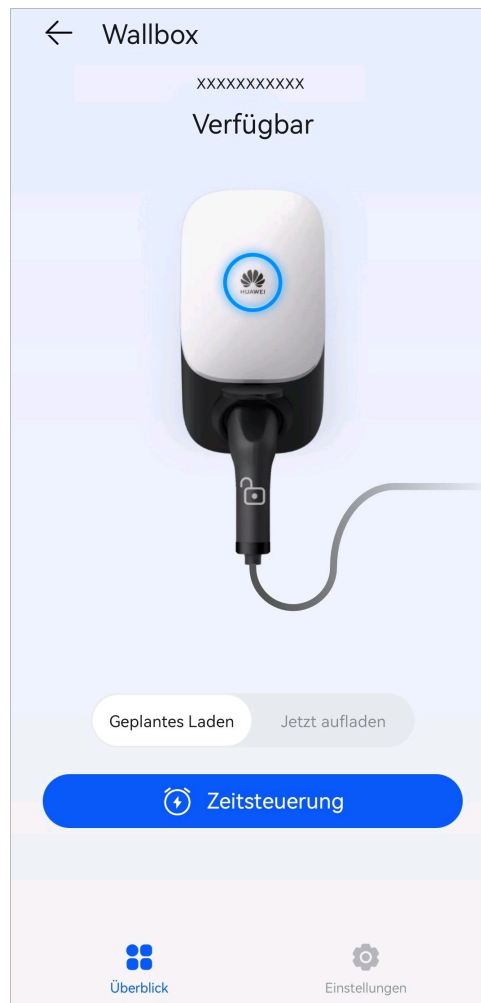 Wallbox
xxxxxxxxxxx
Verfügbar
HUAWEI
Geplantes Laden
Jetzt aufladen
Zeitsteuerung
Überblick
Einstellungen